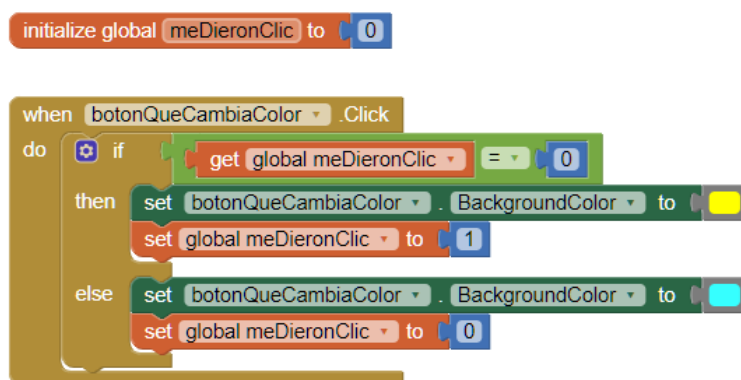 initialize global meDieronClic to 0
when botonQueCambiaColor .Click
do if get global meDieronClic = 0
then set botonQueCambiaColor . BackgroundColor to
set global meDieronClic to 1
else set botonQueCambiaColor . BackgroundColor to
set global meDieronClic to 0